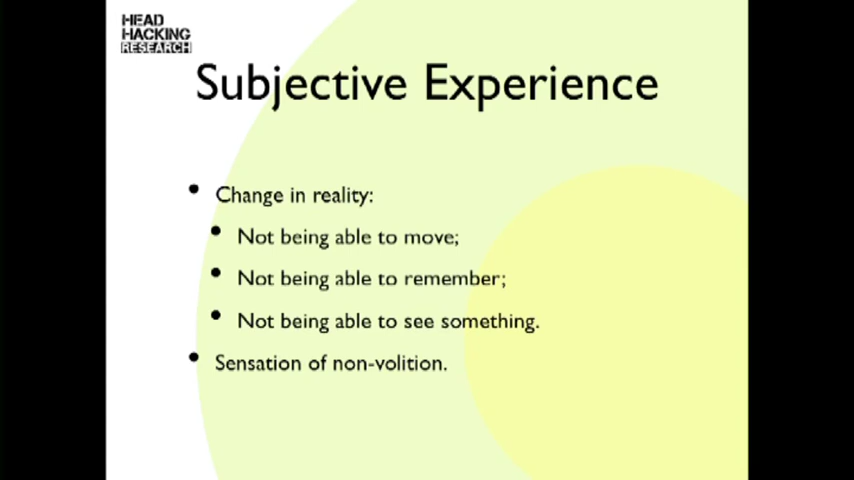 HEAD
HACKING
RESEARCH
Subjective Experience
• Change in reality:
• Not being able to move;
• Not being able to remember;
• Not being able to see something.
• Sensation of non-volition.